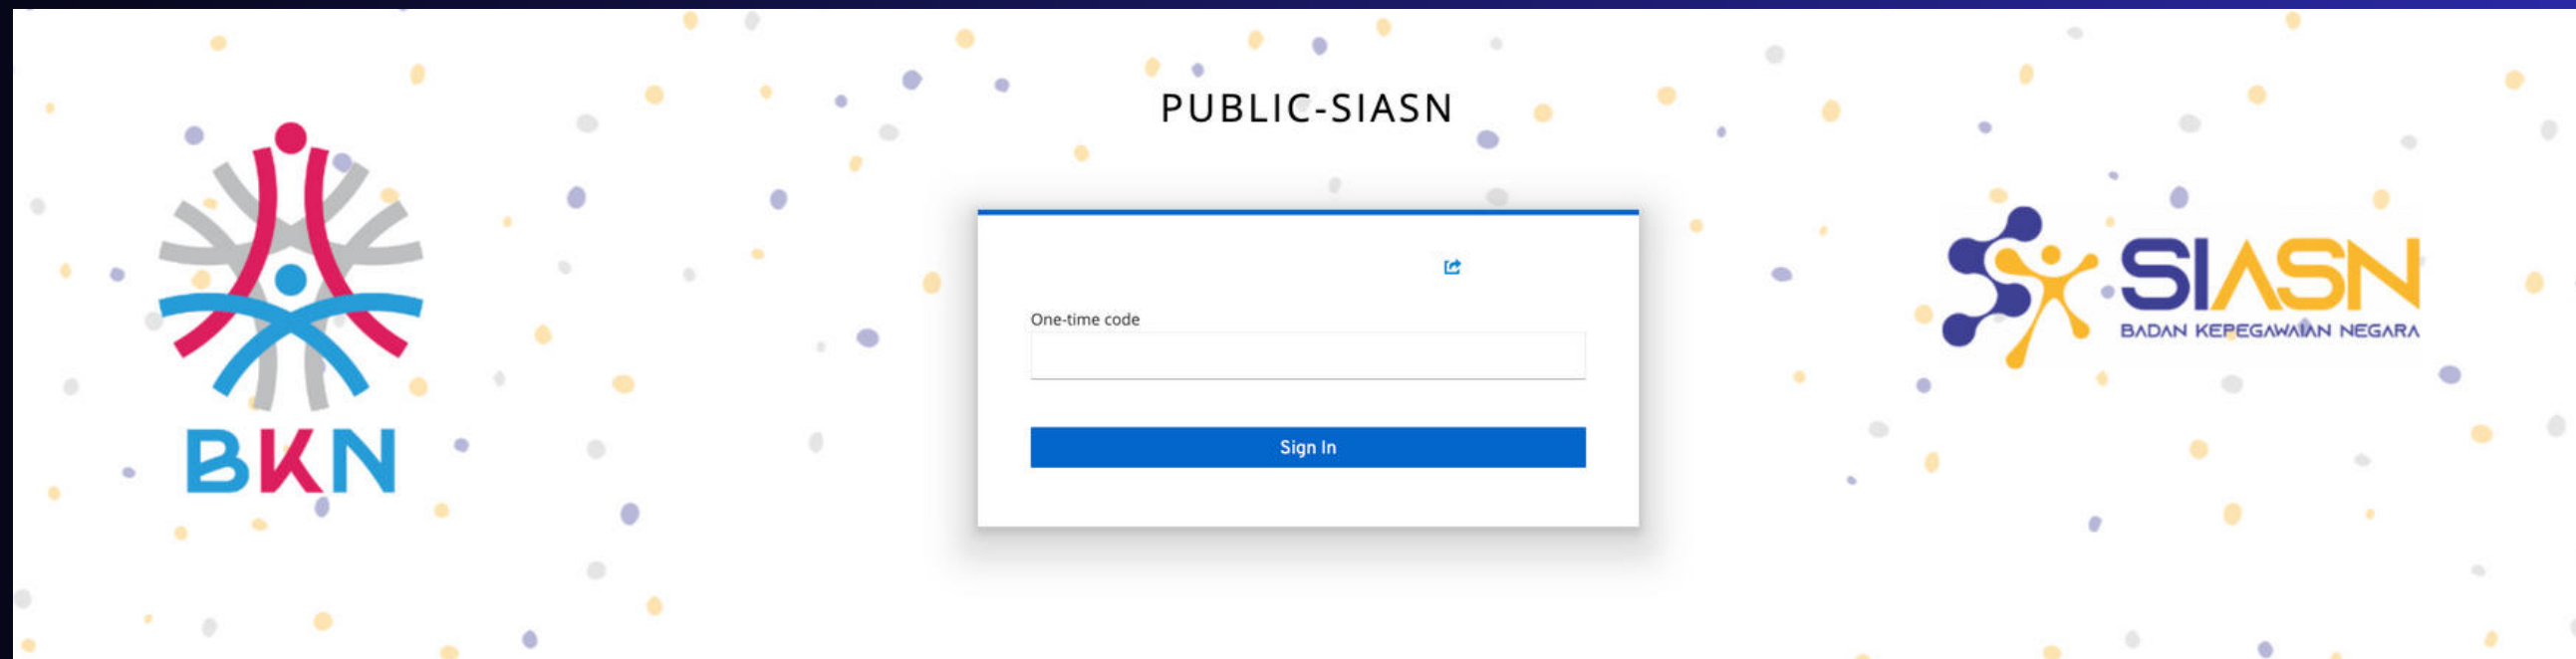 PUBLIC-SIASN
BKN
One-time code
Sign In
SIASN
BADAN KEPEGAWAIAN NEGARA